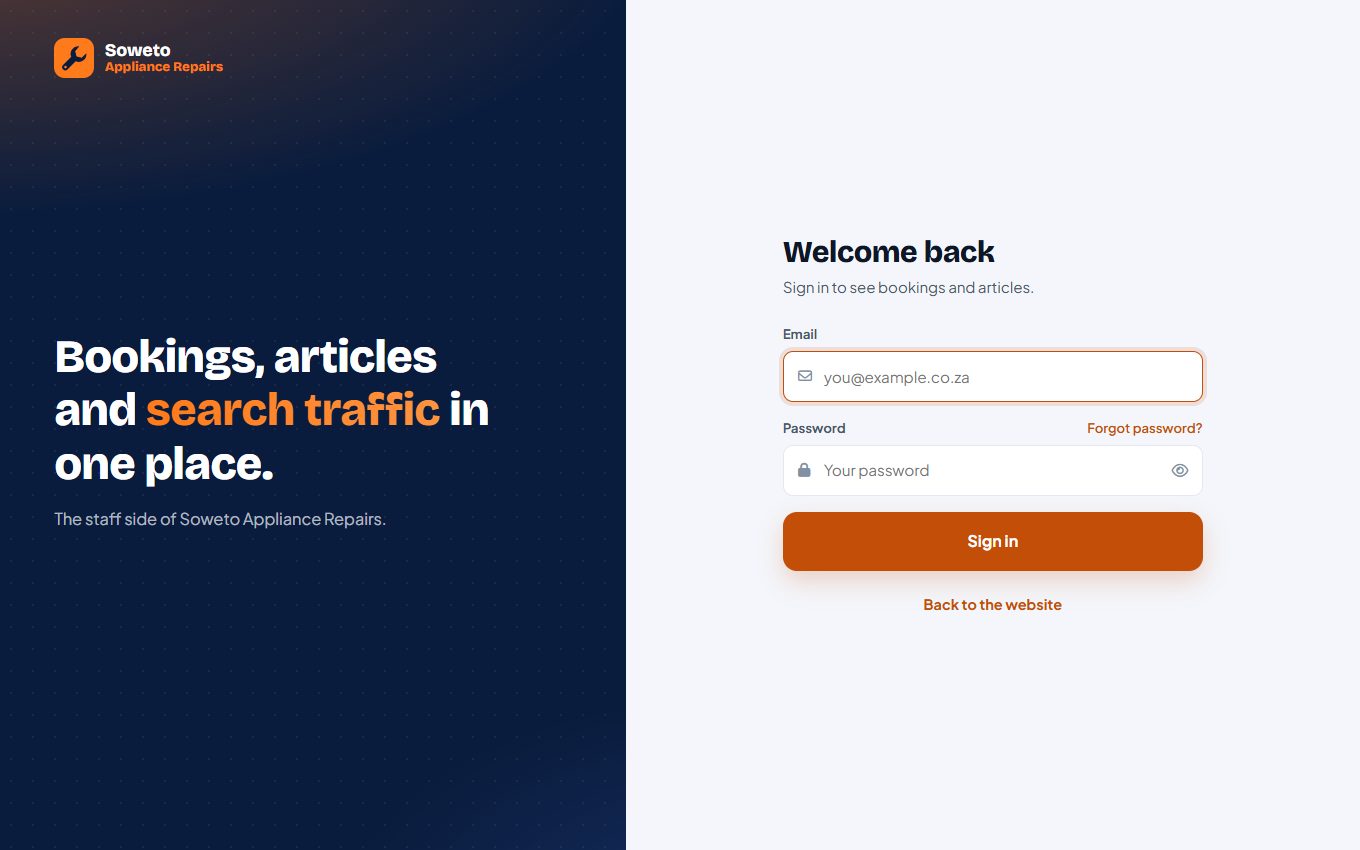 Soweto
Appliance Repairs
Bookings, articles
and search traffic in
one place.
The staff side of Soweto Appliance Repairs.
Welcome back
Sign in to see bookings and articles.
Email
you@example.co.za
Password
Forgot password?
Your password
Sign in
Back to the website